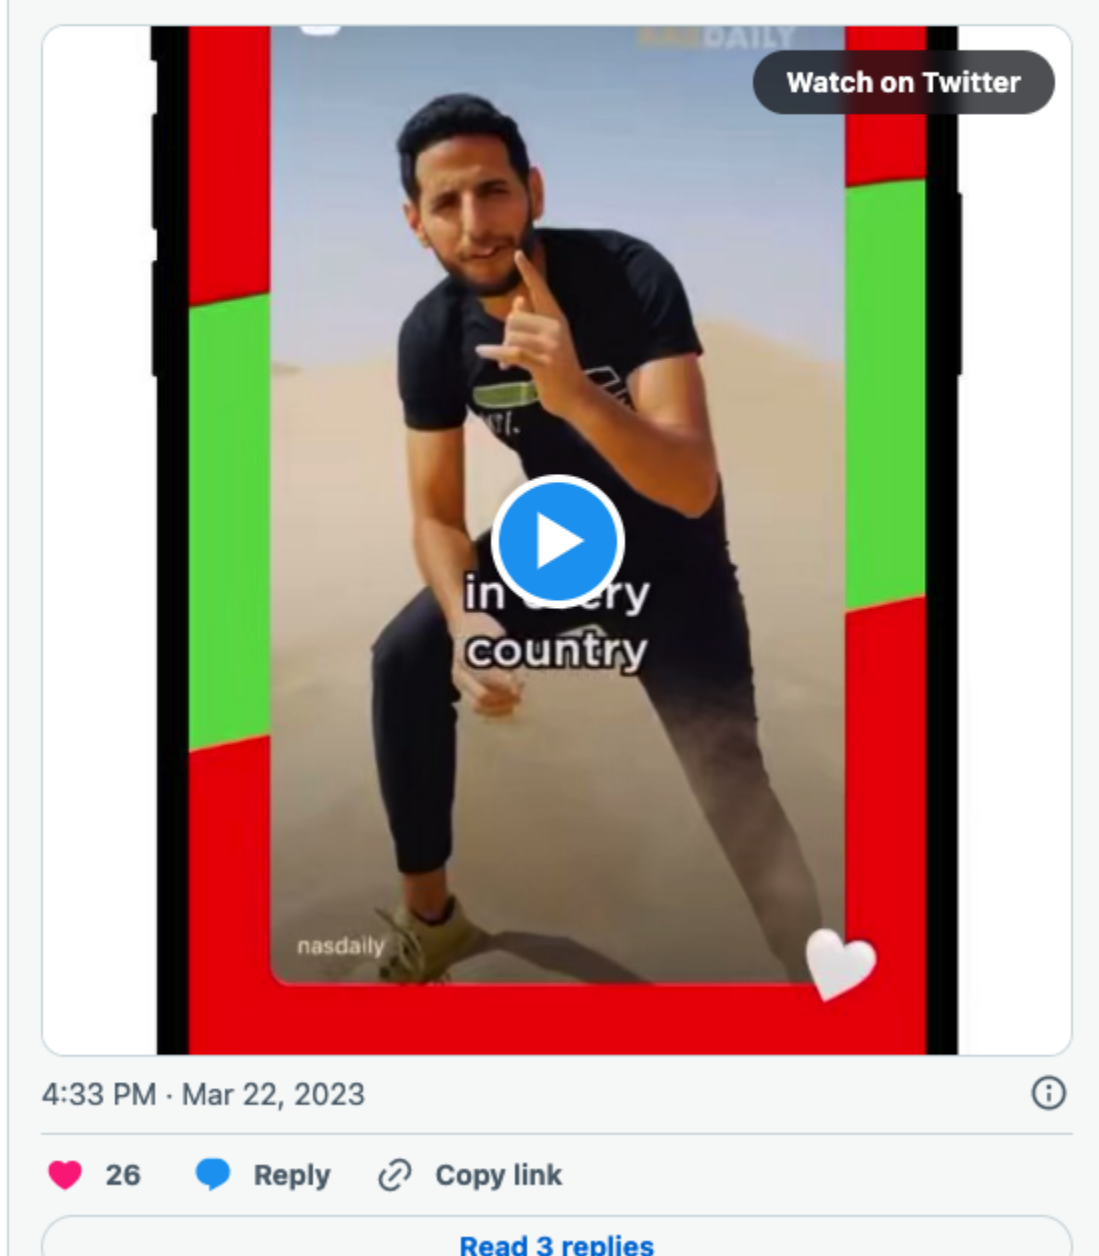 DAILY
Watch on Twitter
in
country
nasdaily
4:33 PM · Mar 22, 2023
26
Reply
Copy link
Read 3 replies